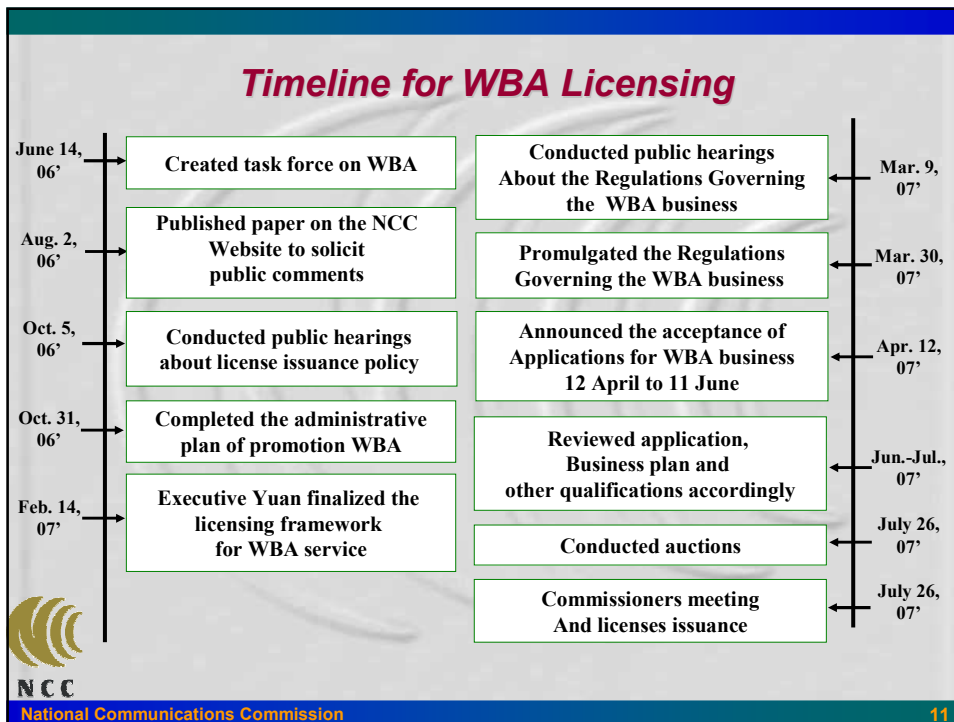 Timeline for WBA Licensing
June 14,
06’
Created task force on WBA
Aug. 2,
06’
Published paper on the NCC
Website to solicit
public comments
Oct. 5,
06’
Conducted public hearings
about license issuance policy
Oct. 31,
06’
Completed the administrative
plan of promotion WBA
Feb. 14,
07’
Executive Yuan finalized the
licensing framework
for WBA service
Conducted public hearings
About the Regulations Governing
the WBA business
Mar. 9,
07’
Promulgated the Regulations
Governing the WBA business
Mar. 30,
07’
Announced the acceptance of
Applications for WBA business
12 April to 11 June
Apr. 12,
07’
Reviewed application,
Business plan and
other qualifications accordingly
Jun.-Jul.,
07’
Conducted auctions
July 26,
07’
Commissioners meeting
And licenses issuance
July 26,
07’
NCC
National Communications Commission
11